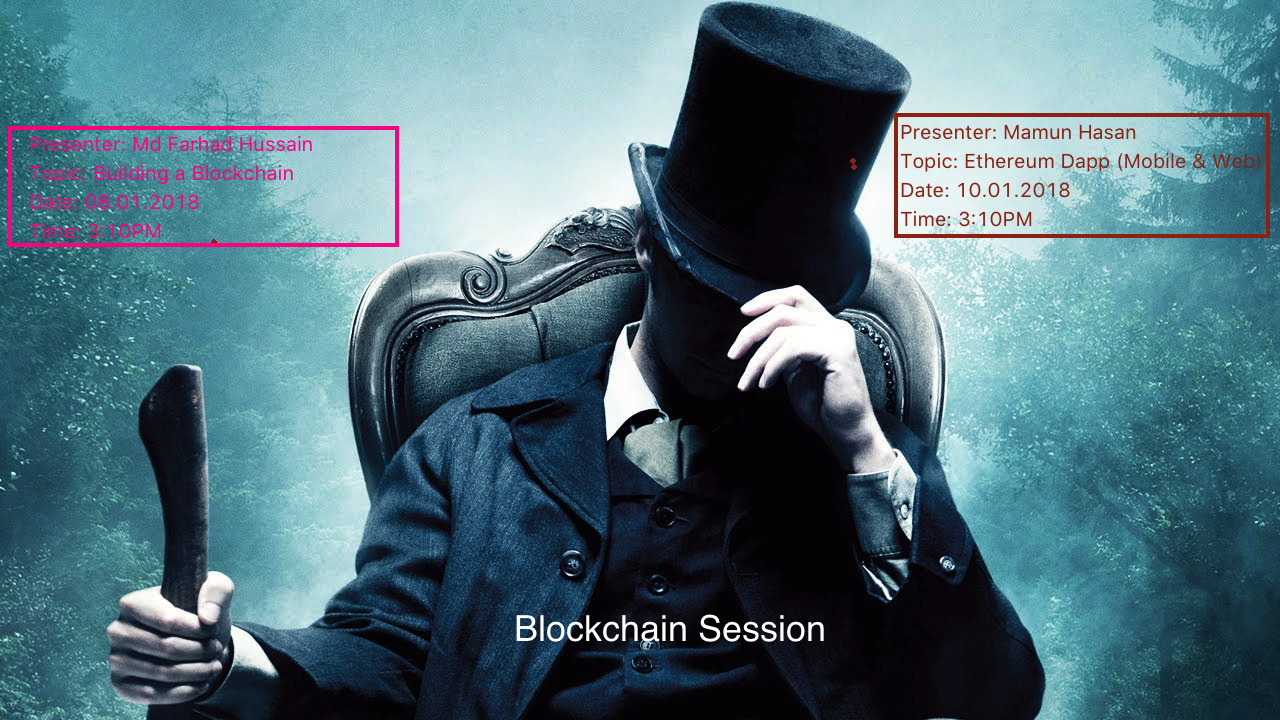 Presenter: Md Farhad Hussain
Topic: Building a Blockchain
Date: 08.01.2018
Time: 3:10PM
Presenter: Mamun Hasan
Topic: Ethereum Dapp (Mobile & Web)
Date: 10.01.2018
Time: 3:10PM
Blockchain Session